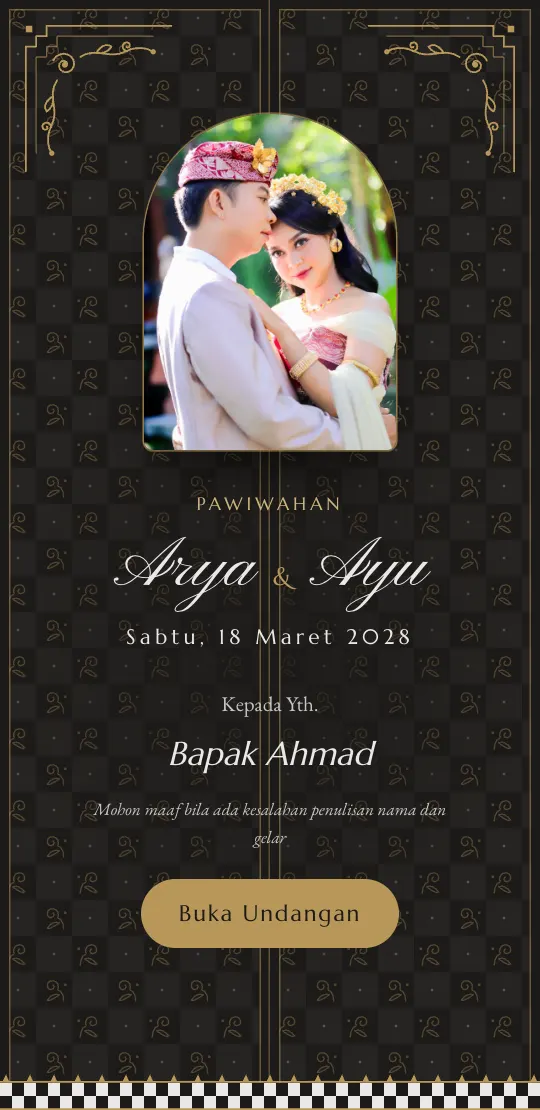 PAWIWAHAN
Arya & Ayu
Sabtu, 18 Maret 2028
Kepada Yth.
Bapak Ahmad
Mohon maaf bila ada kesalahan penulisan nama dan
gelar
Buka Undangan